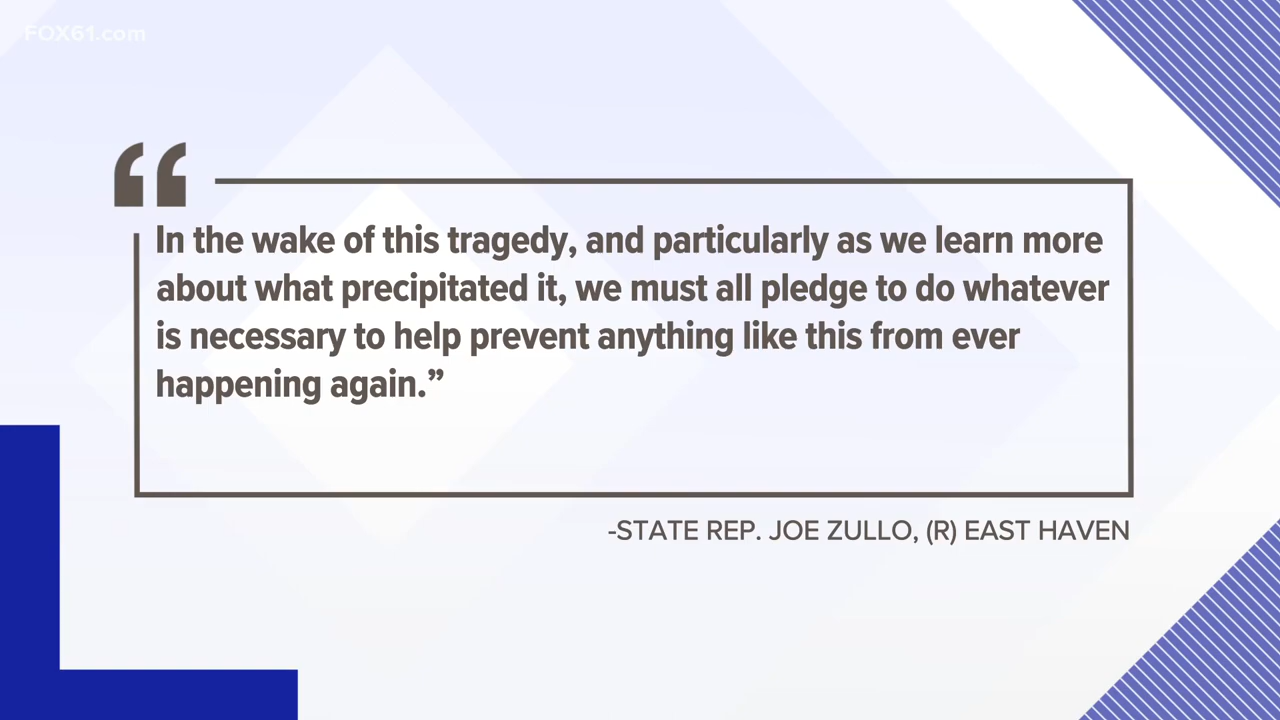 FOX61.com
“
In the wake of this tragedy, and particularly as we learn more
about what precipitated it, we must all pledge to do whatever
is necessary to help prevent anything like this from ever
happening again.”
-STATE REP. JOE ZULLO, (R) EAST HAVEN